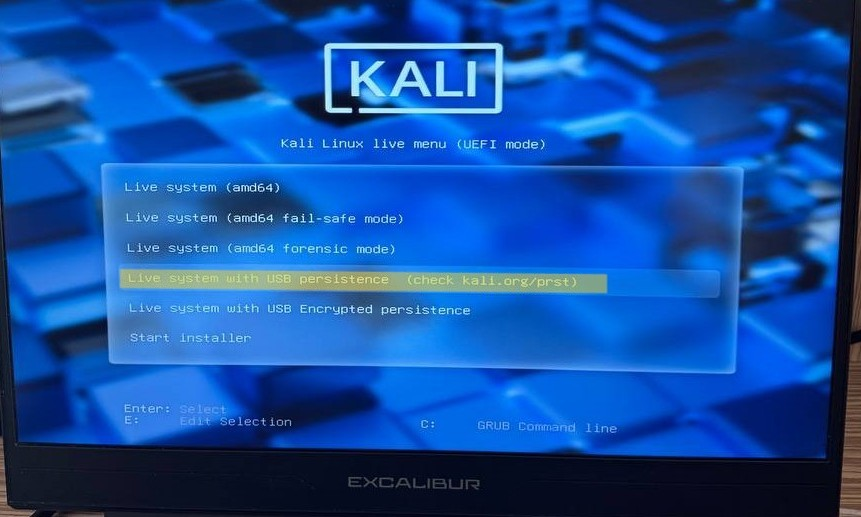 KALI
Kali Linux live menu (UEFI mode)
Live system (amd64)
Live system (amd64 fail-safe mode)
Live system (amd64 forensic mode)
Live system with USB persistence (check kali.org/prst)
Live system with USB Encrypted persistence
Start installer
Enter: Select
E: Edit Selection C: GRUB Command line
EXCALIBUR